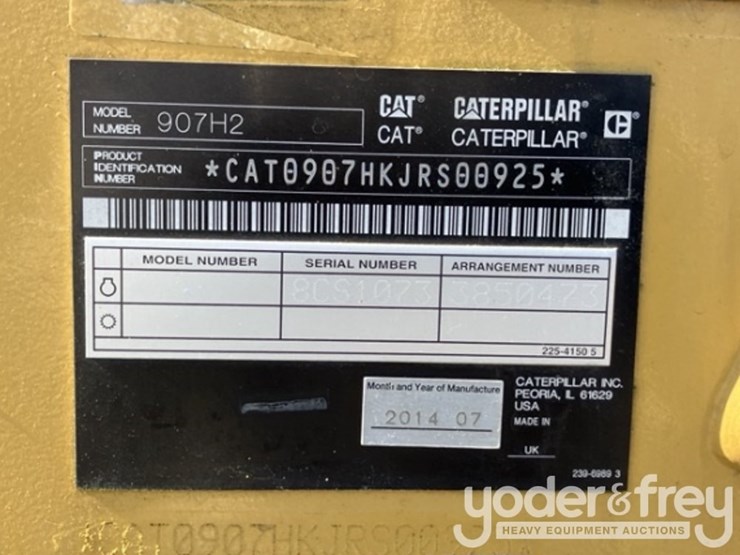 MODEL NUMBER 907H2
CAT® CATERPILLAR®
CAT® CATERPILLAR®
PRODUCT IDENTIFICATION NUMBER *CAT0907HKJRS00925*
MODEL NUMBER SERIAL NUMBER ARRANGEMENT NUMBER
8CS1073 3850473
225-4150 5
Month and Year of Manufacture
2014 07
CATERPILLAR INC.
PEORIA, IL 61629
USA
MADE IN
UK
239-6989 3
yoder&frey
HEAVY EQUIPMENT AUCTIONS